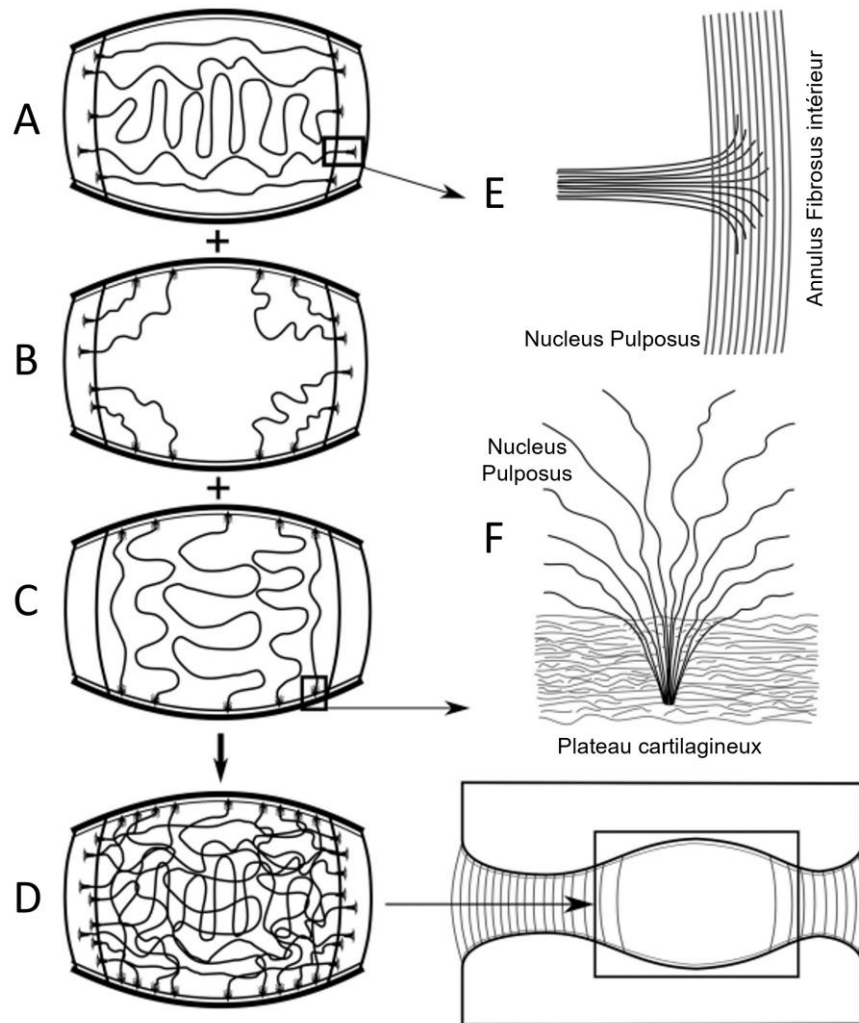 A
E
Annulus Fibrosus intérieur
Nucleus Pulposus
+
B
+
Nucleus
Pulposus
F
C
Plateau cartilagineux
D